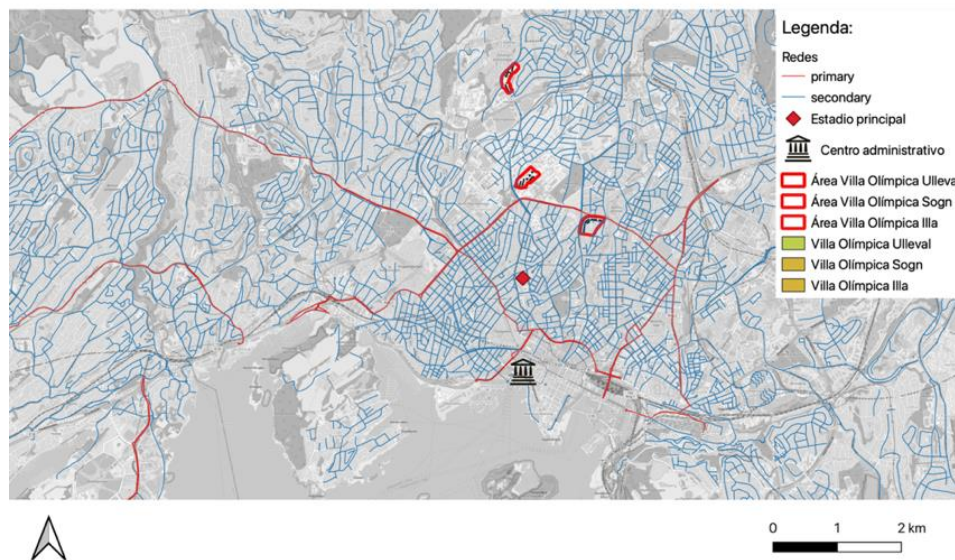 Legenda:
Redes
primary
secondary
Estadio principal
Centro administrativo
Área Villa Olímpica Ulleval
Área Villa Olímpica Sogn
Área Villa Olímpica Illa
Villa Olímpica Ulleval
Villa Olímpica Sogn
Villa Olímpica Illa
0 1 2 km